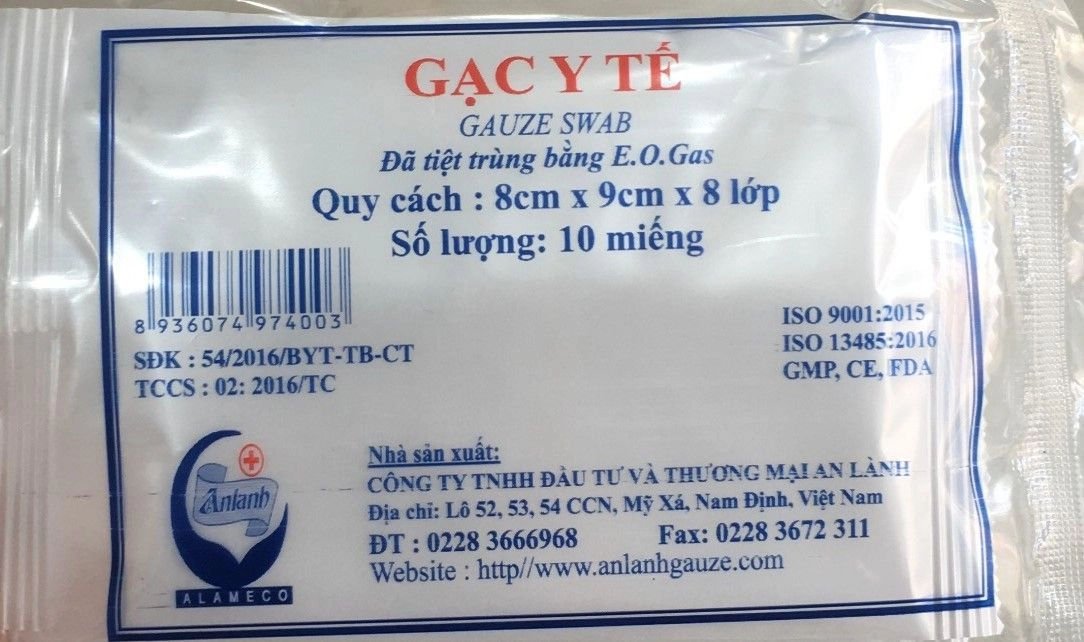 GẠC Y TẾ
GAUZE SWAB
Đã tiệt trùng bằng E.O.Gas
Quy cách : 8cm x 9cm x 8 lớp
Số lượng: 10 miếng
8 936074 974003
SĐK : 54/2016/BYT-TB-CT
TCCS : 02: 2016/TC
ISO 9001:2015
ISO 13485:2016
GMP, CE, FDA
Anlanh
ALAMECO
Nhà sản xuất:
CÔNG TY TNHH ĐẦU TƯ VÀ THƯƠNG MẠI AN LÀNH
Địa chỉ: Lô 52, 53, 54 CCN, Mỹ Xá, Nam Định, Việt Nam
ĐT : 0228 3666968 Fax: 0228 3672 311
Website : http//www.anlanhgauze.com